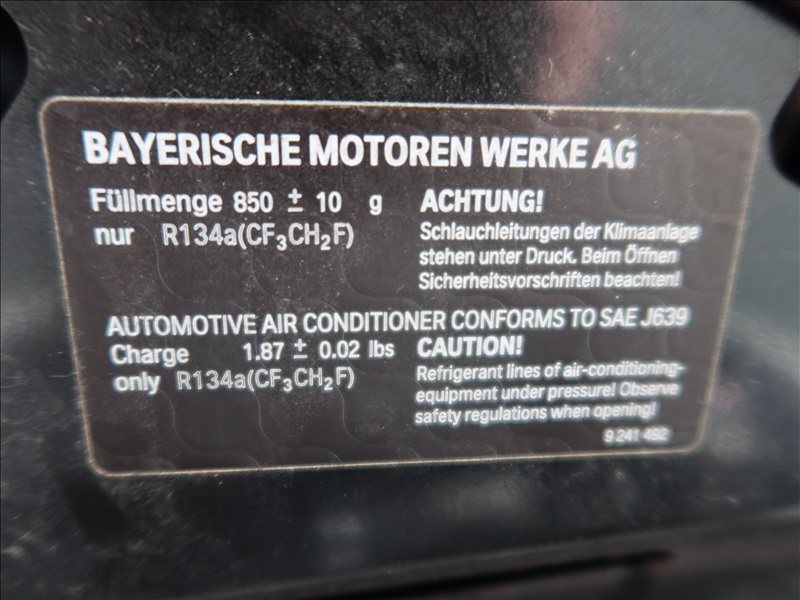 BAYERISCHE MOTOREN WERKE AG
Füllmenge 850 ± 10 g
nur R134a(CF₃CH₂F)
ACHTUNG!
Schlauchleitungen der Klimaanlage
stehen unter Druck. Beim Öffnen
Sicherheitsvorschriften beachten!
AUTOMOTIVE AIR CONDITIONER CONFORMS TO SAE J639
Charge 1.87 ± 0.02 lbs
only R134a(CF₃CH₂F)
CAUTION!
Refrigerant lines of air-conditioning-
equipment under pressure! Observe
safety regulations when opening!
9 241 492